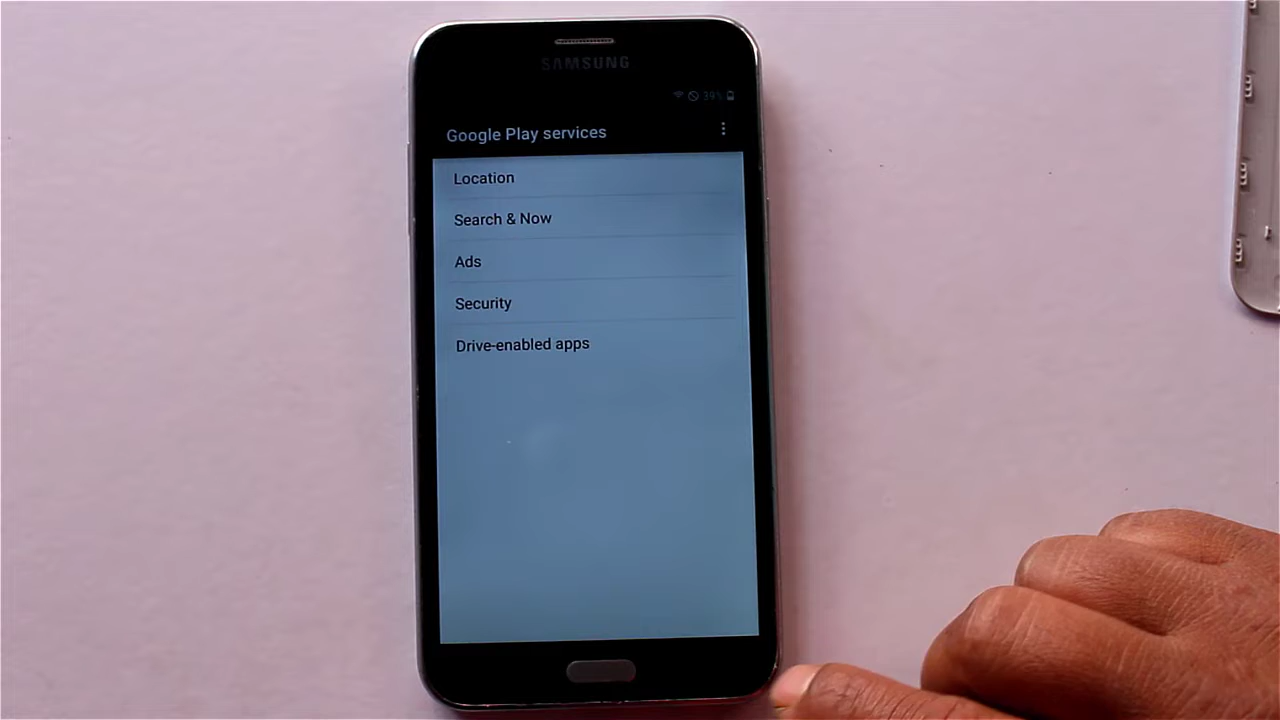 SAMSUNG
39%
Google Play services
Location
Search & Now
Ads
Security
Drive-enabled apps